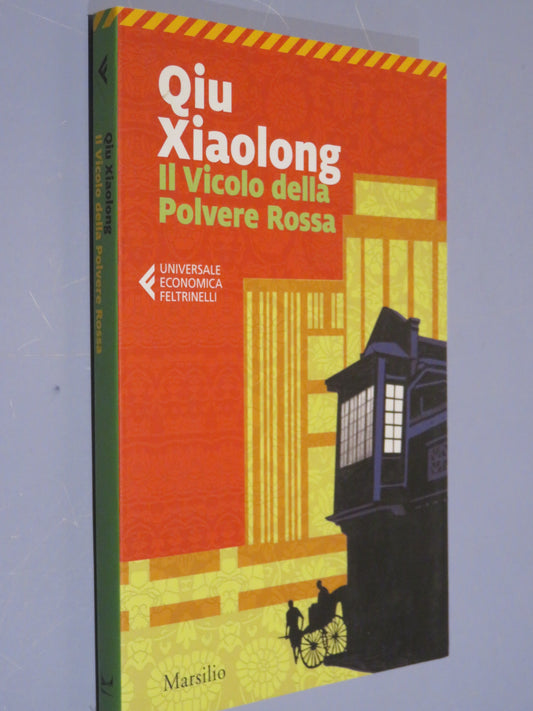 Qiu
Xiaolong
Il Vicolo della
Polvere Rossa
UNIVERSALE
ECONOMICA
FELTRINELLI
Marsilio
Qiu Xiaolong
Il Vicolo della Polvere Rossa